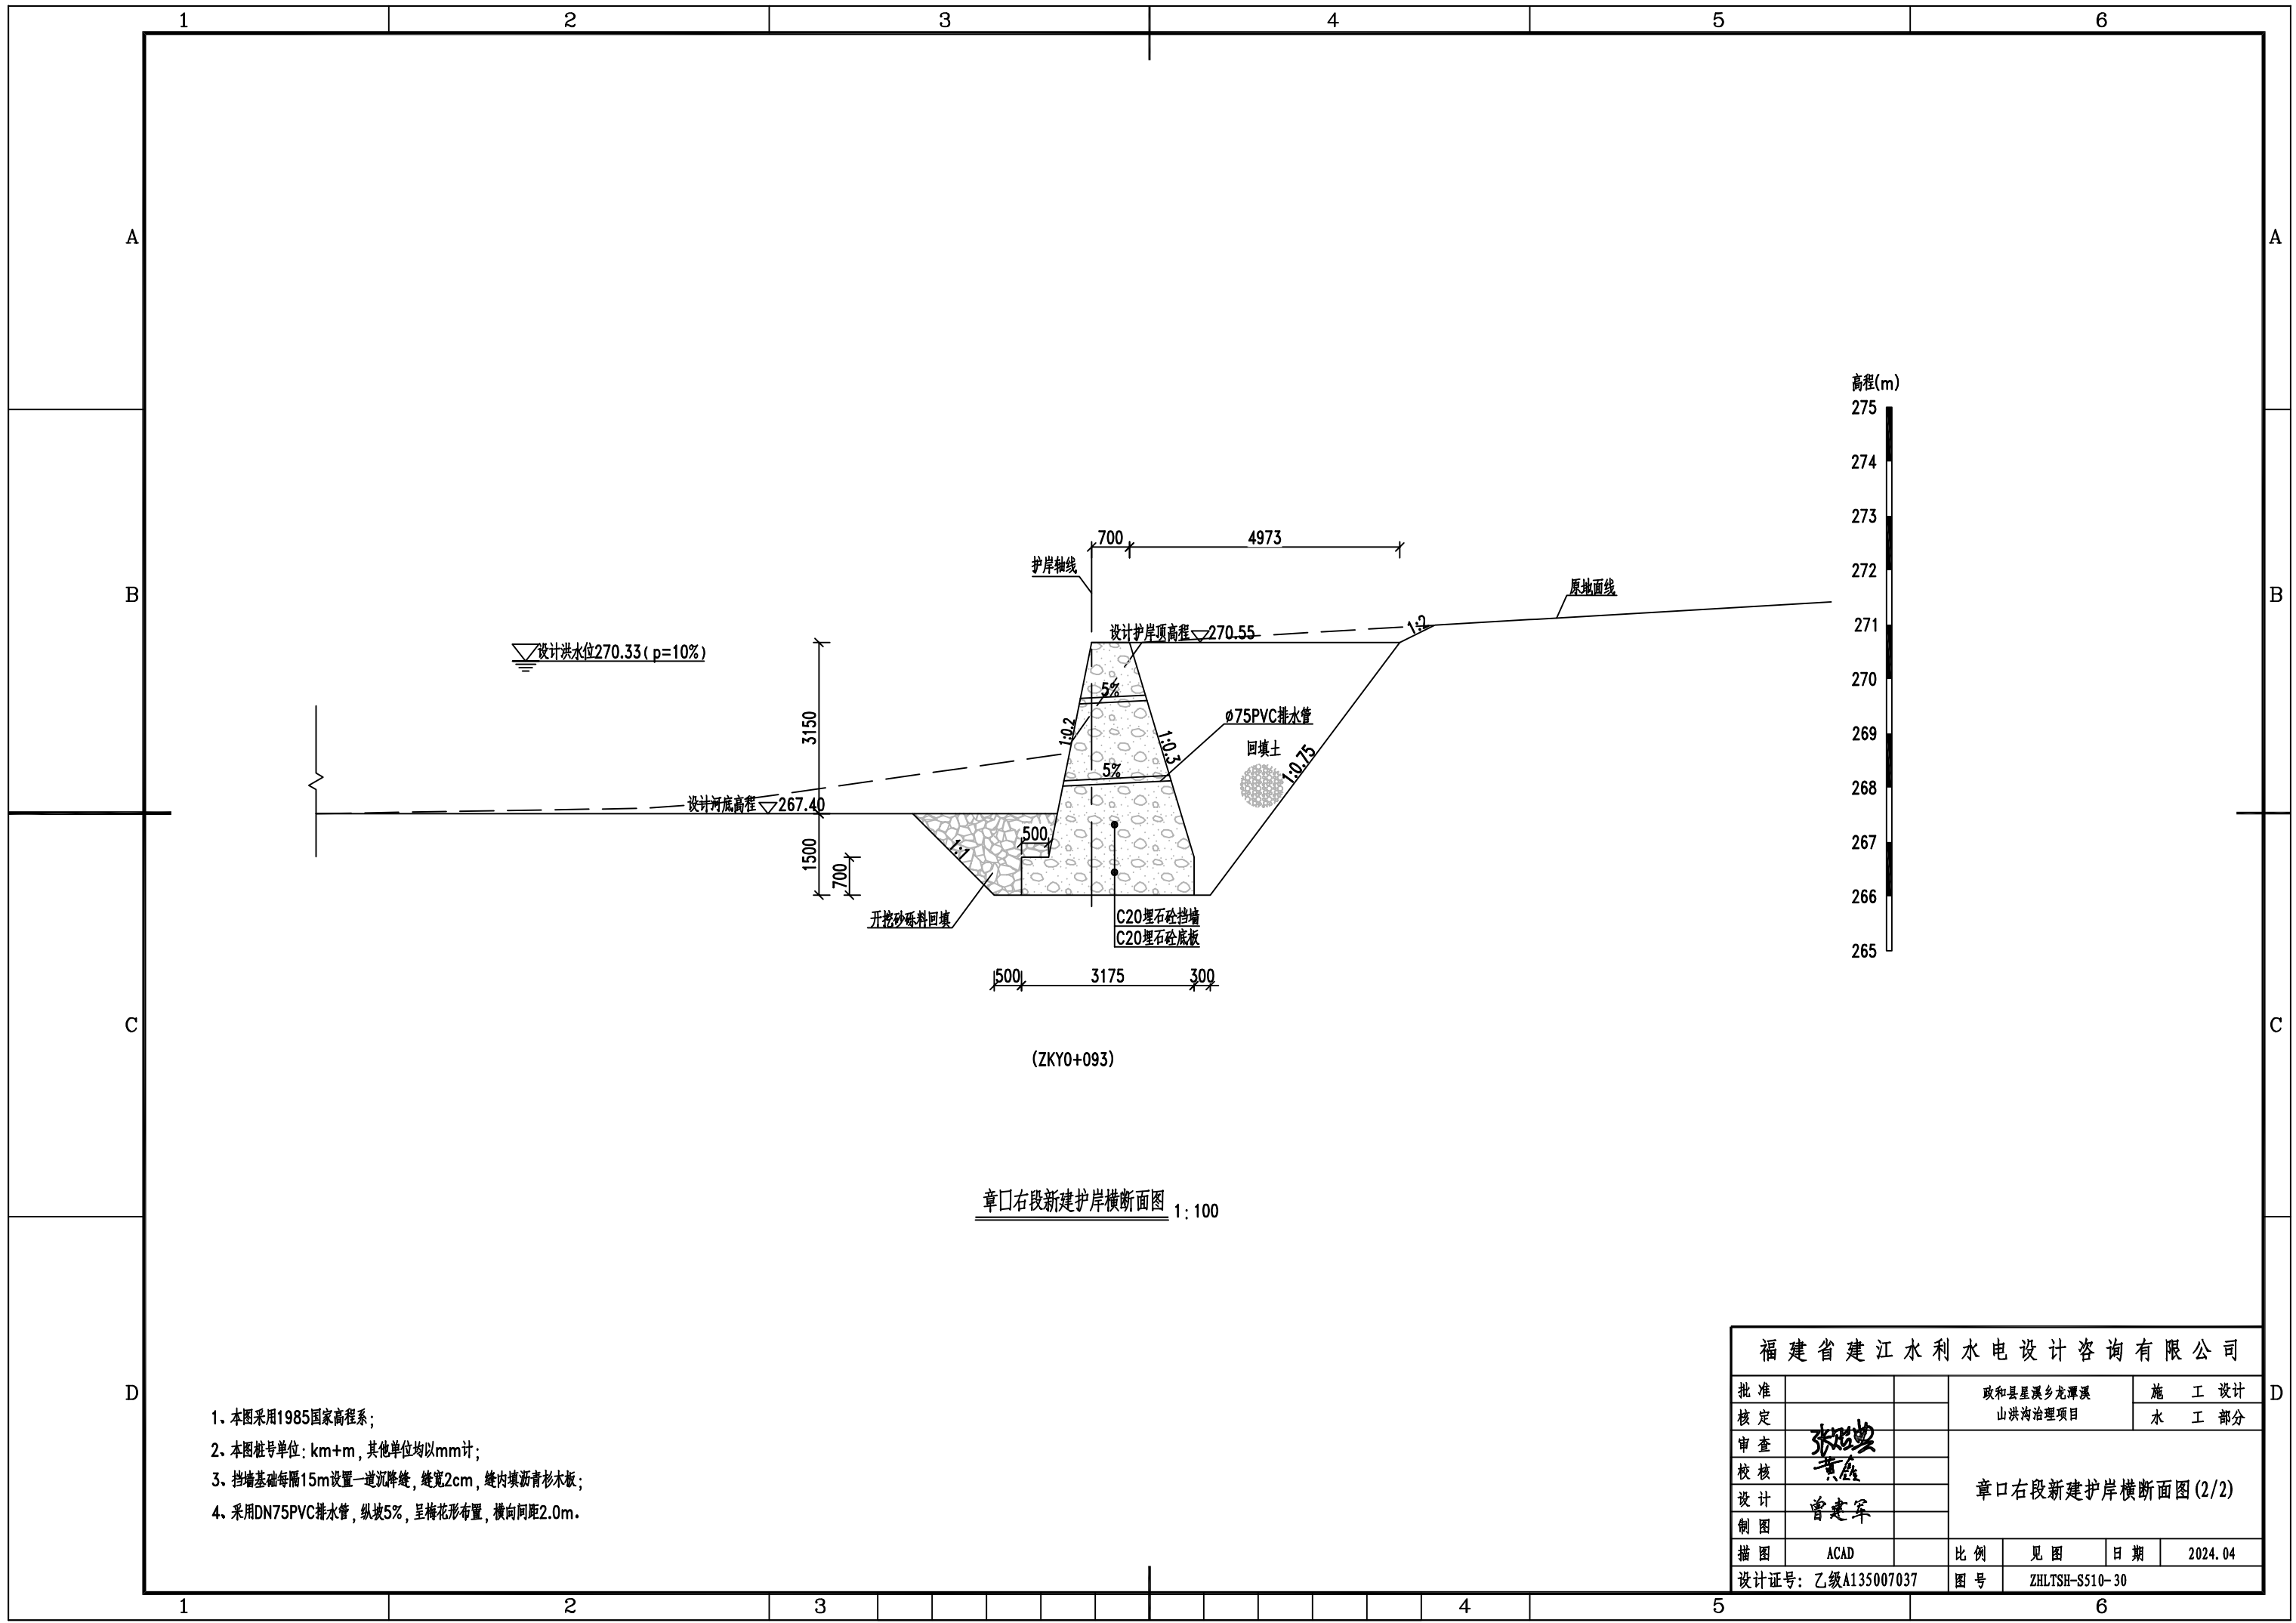 1 2 3 4 5 6
A A
高程(m)
275
274
273
700 4973
护岸轴线
272
原地面线
B B
1:2
271
设计护岸顶高程 270.55
设计洪水位270.33(p=10%)
270
5%
3150
1:0.2
1:0.3
φ75PVC排水管
269
回填土
1:0.75
5%
268
设计河底高程 267.40
500
1:1
1500
700
267
266
开挖砂砾料回填
C20埋石砼挡墙
C20埋石砼底板
265
500 3175 300
C C
(ZKY0+093)
章口右段新建护岸横断面图 1:100
福建省建江水利水电设计咨询有限公司
批准
政和县星溪乡龙潭溪
山洪沟治理项目
施 工 设计
水 工 部分
D D
核定
审查
校核
设计 曾建军
制图
章口右段新建护岸横断面图(2/2)
描图 ACAD 比例 见图 日期 2024.04
设计证号: 乙级A135007037 图号 ZHLTSH-S510-30
1、本图采用1985国家高程系;
2、本图桩号单位: km+m,其他单位均以mm计;
3、挡墙基础每隔15m设置一道沉降缝,缝宽2cm,缝内填沥青杉木板;
4、采用DN75PVC排水管,纵坡5%,呈梅花形布置,横向间距2.0m。
1 2 3 4 5 6